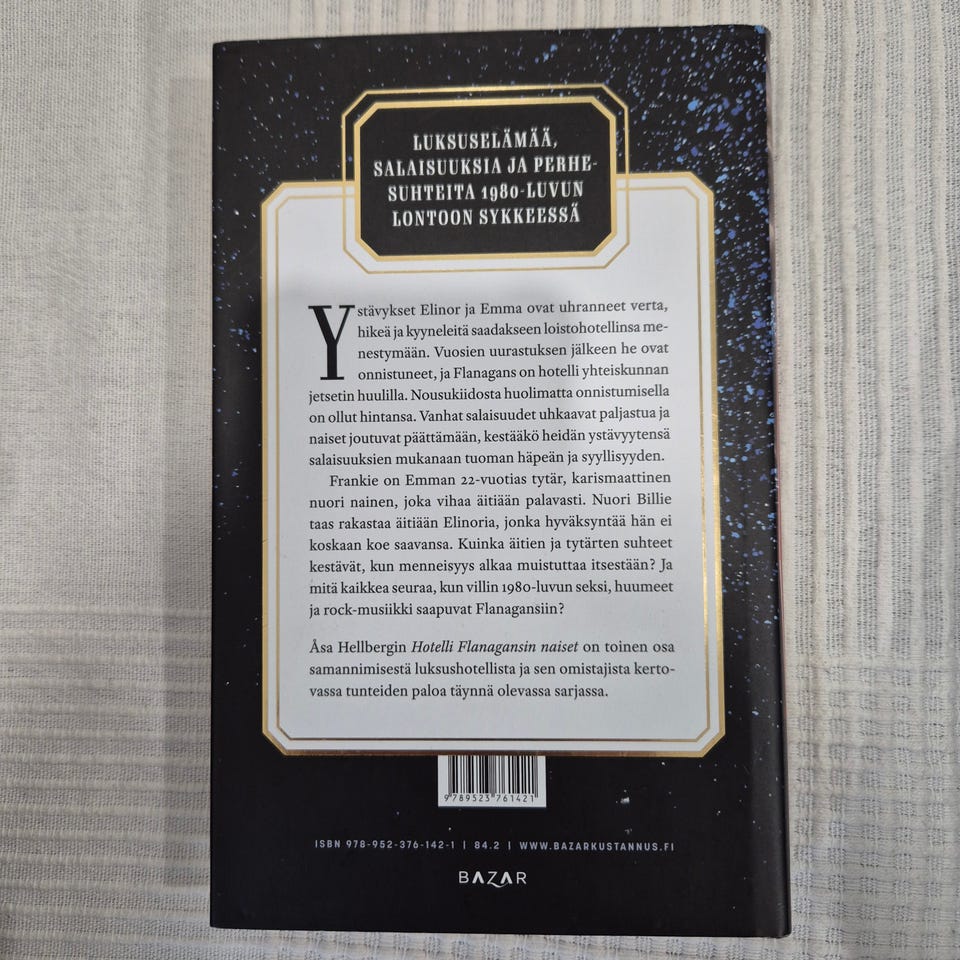 LUKSUSELÄMÄÄ,
SALAISUUKSIA JA PERHE-
SUHTEITA 1980-LUVUN
LONTOON SYKKEESSÄ
Ystävykset Elinor ja Emma ovat uhranneet verta,
hikeä ja kyyneleitä saadakseen loistohotellinsa me-
nestymään. Vuosien uurastuksen jälkeen he ovat
onnistuneet, ja Flanagans on hotelli yhteiskunnan
jetsetin huulilla. Nousukiidosta huolimatta onnistumisella
on ollut hintansa. Vanhat salaisuudet uhkaavat paljastua ja
naiset joutuvat päättämään, kestääkö heidän ystävyytensä
salaisuuksien mukanaan tuoman häpeän ja syyllisyyden.
Frankie on Emman 22-vuotias tytär, karismaattinen
nuori nainen, joka vihaa äitiään palavasti. Nuori Billie
taas rakastaa äitiään Elinoria, jonka hyväksyntää hän ei
koskaan koe saavansa. Kuinka äitien ja tytärten suhteet
kestävät, kun menneisyys alkaa muistuttaa itsestään? Ja
mitä kaikkea seuraa, kun villin 1980-luvun seksi, huumeet
ja rock-musiikki saapuvat Flanagansiin?
Åsa Hellbergin Hotelli Flanagansin naiset on toinen osa
samannimisestä luksushotellista ja sen omistajista kerto-
vassa tunteiden paloa täynnä olevassa sarjassa.
9789523761421
ISBN 978-952-376-142-1 | 84.2 | WWW.BAZARKUSTANNUS.FI
BAZAR